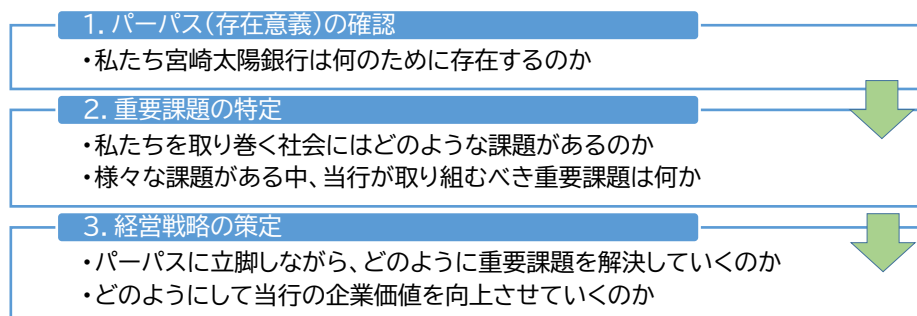 1. パーパス(存在意義)の確認
・私たち宮崎太陽銀行は何のために存在するのか
2. 重要課題の特定
・私たちを取り巻く社会にはどのような課題があるのか
・様々な課題がある中、当行が取り組むべき重要課題は何か
3. 経営戦略の策定
・パーパスに立脚しながら、どのように重要課題を解決していくのか
・どのようにして当行の企業価値を向上させていくのか